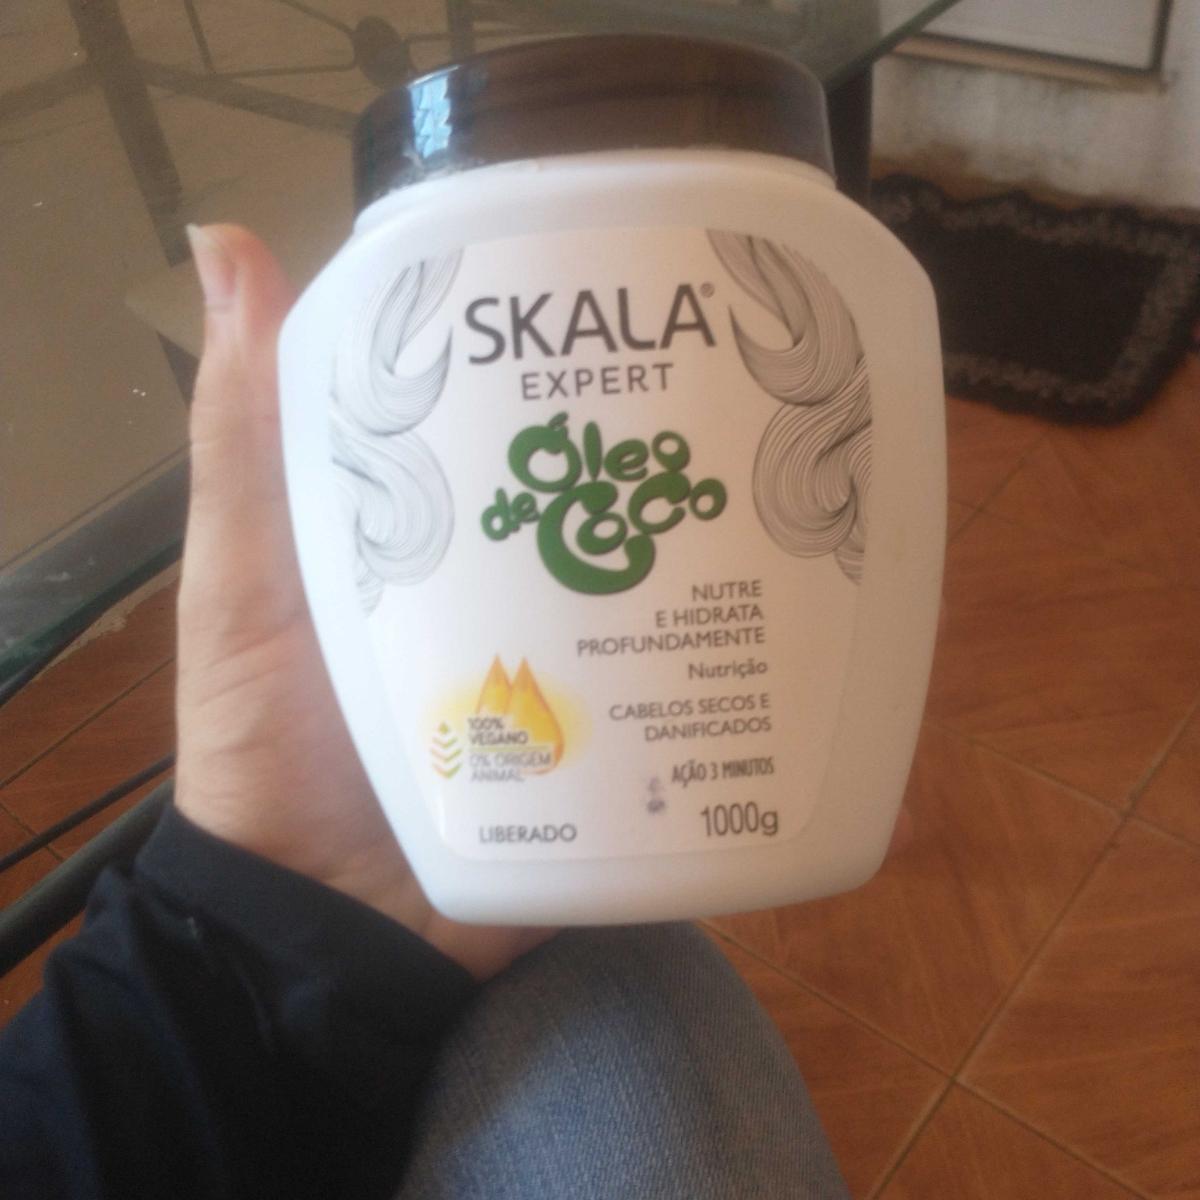 SKALA®
EXPERT
Óleo
de Coco
NUTRE
E HIDRATA
PROFUNDAMENTE
Nutrição
CABELOS SECOS E
DANIFICADOS
100%
VEGANO
0% ORIGEM
ANIMAL
AÇÃO 3 MINUTOS
LIBERADO
1000g